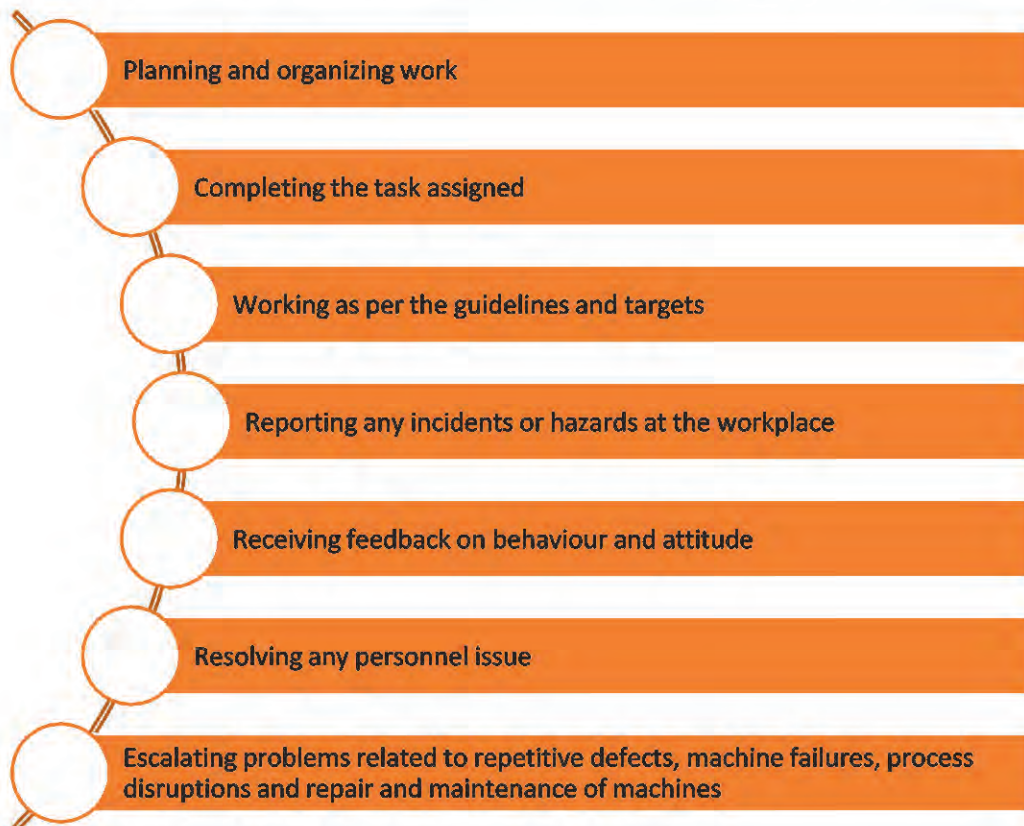 Planning and organizing work
Completing the task assigned
Working as per the guidelines and targets
Reporting any incidents or hazards at the workplace
Receiving feedback on behaviour and attitude
Resolving any personnel issue
Escalating problems related to repetitive defects, machine failures, process
disruptions and repair and maintenance of machines